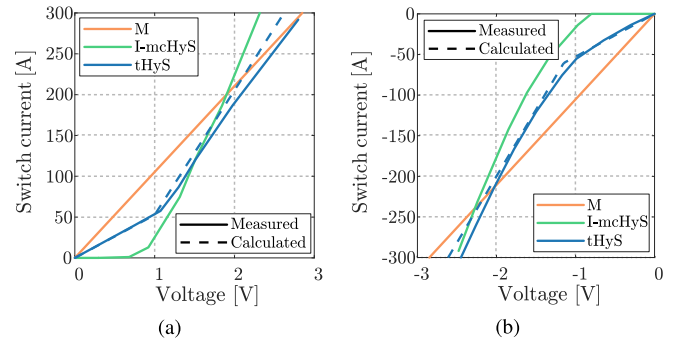 300
250
200
150
100
50
0
Switch current [A]
M
I-mcHyS
tHyS
Measured
Calculated
0 1 2 3
Voltage [V]
(a)
0
-50
-100
-150
-200
-250
-300
Switch current [A]
Measured
Calculated
M
I-mcHyS
tHyS
-3 -2 -1 0
Voltage [V]
(b)